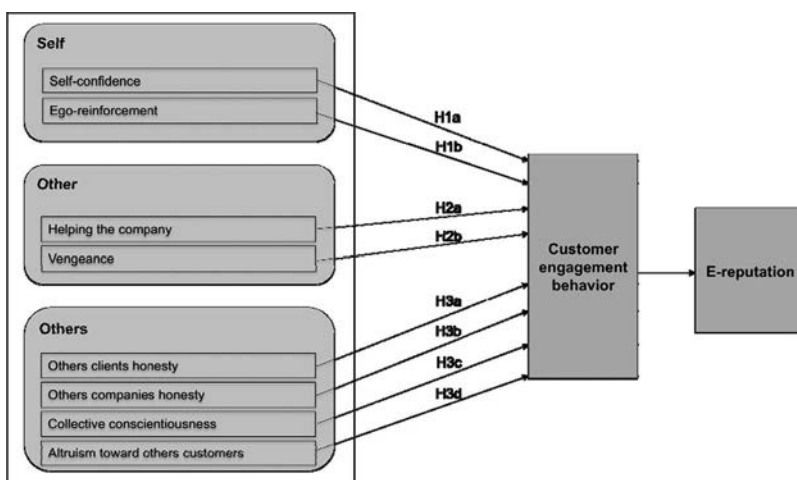 Self
Self-confidence
Ego-reinforcement
H1a
H1b
Other
Helping the company
Vengeance
H2a
H2b
Others
Others clients honesty
Others companies honesty
Collective conscientiousness
Altruism toward others customers
H3a
H3b
H3c
H3d
Customer
engagement
behavior
E-reputation